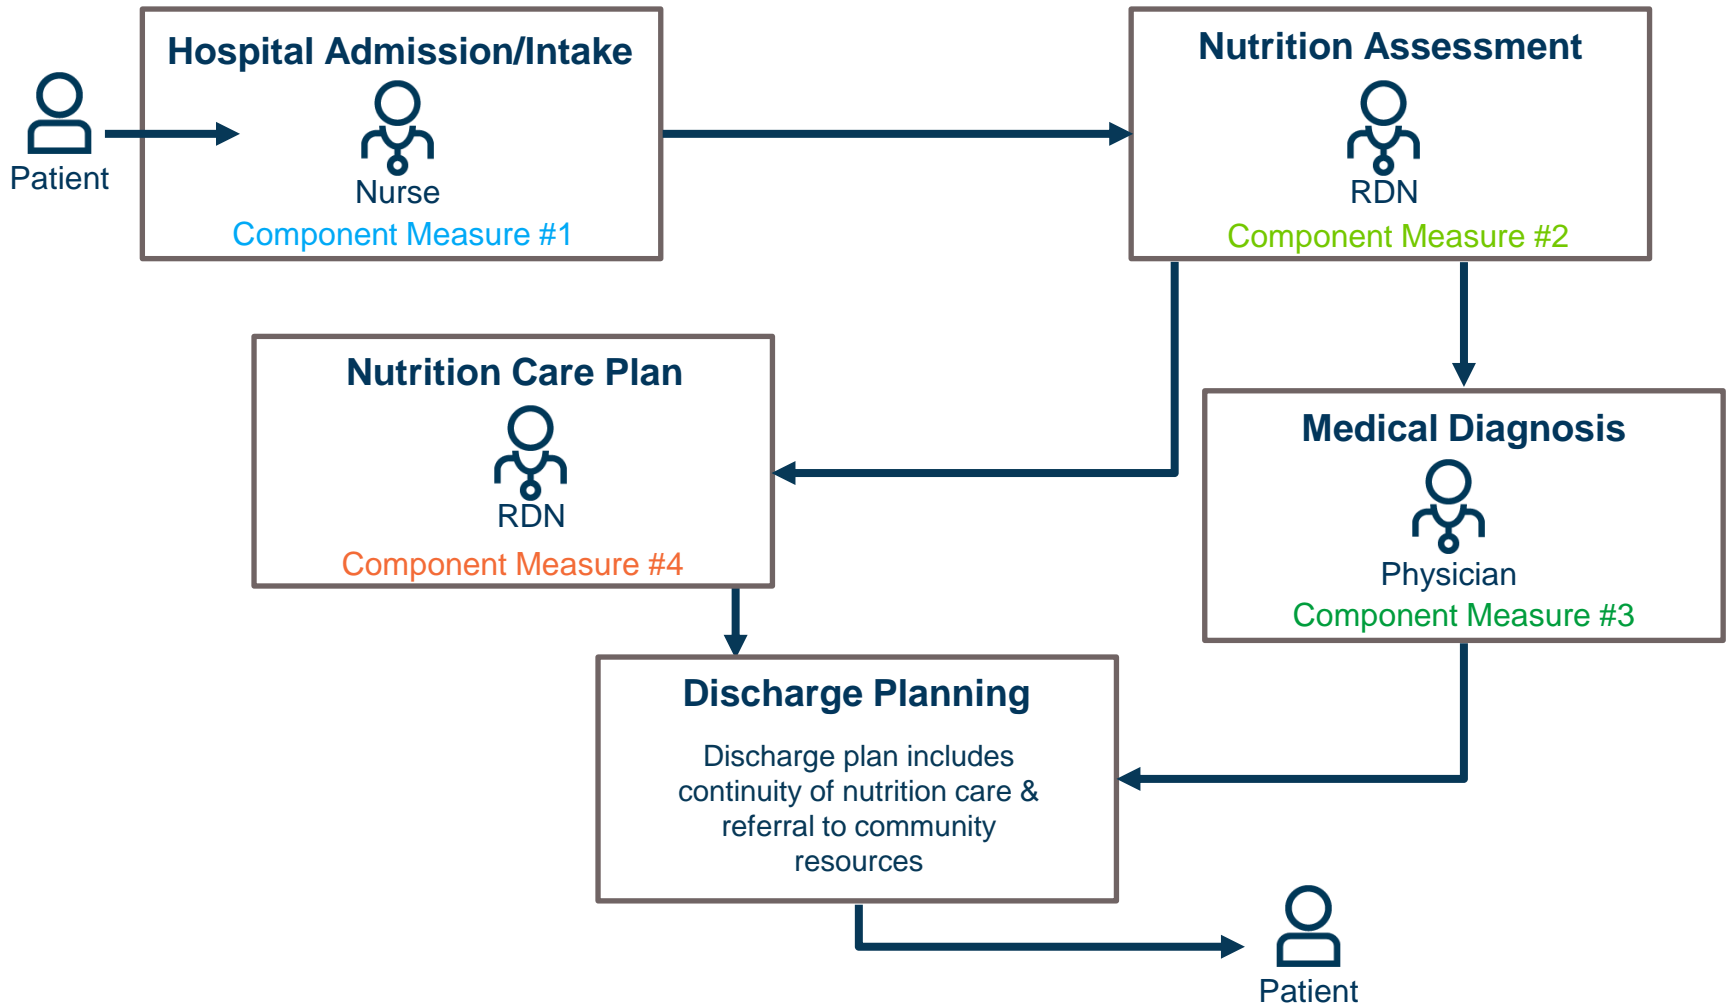 Patient
Hospital Admission/Intake
Nurse
Component Measure #1
Nutrition Assessment
RDN
Component Measure #2
Nutrition Care Plan
RDN
Component Measure #4
Medical Diagnosis
Physician
Component Measure #3
Discharge Planning
Discharge plan includes
continuity of nutrition care &
referral to community
resources
Patient